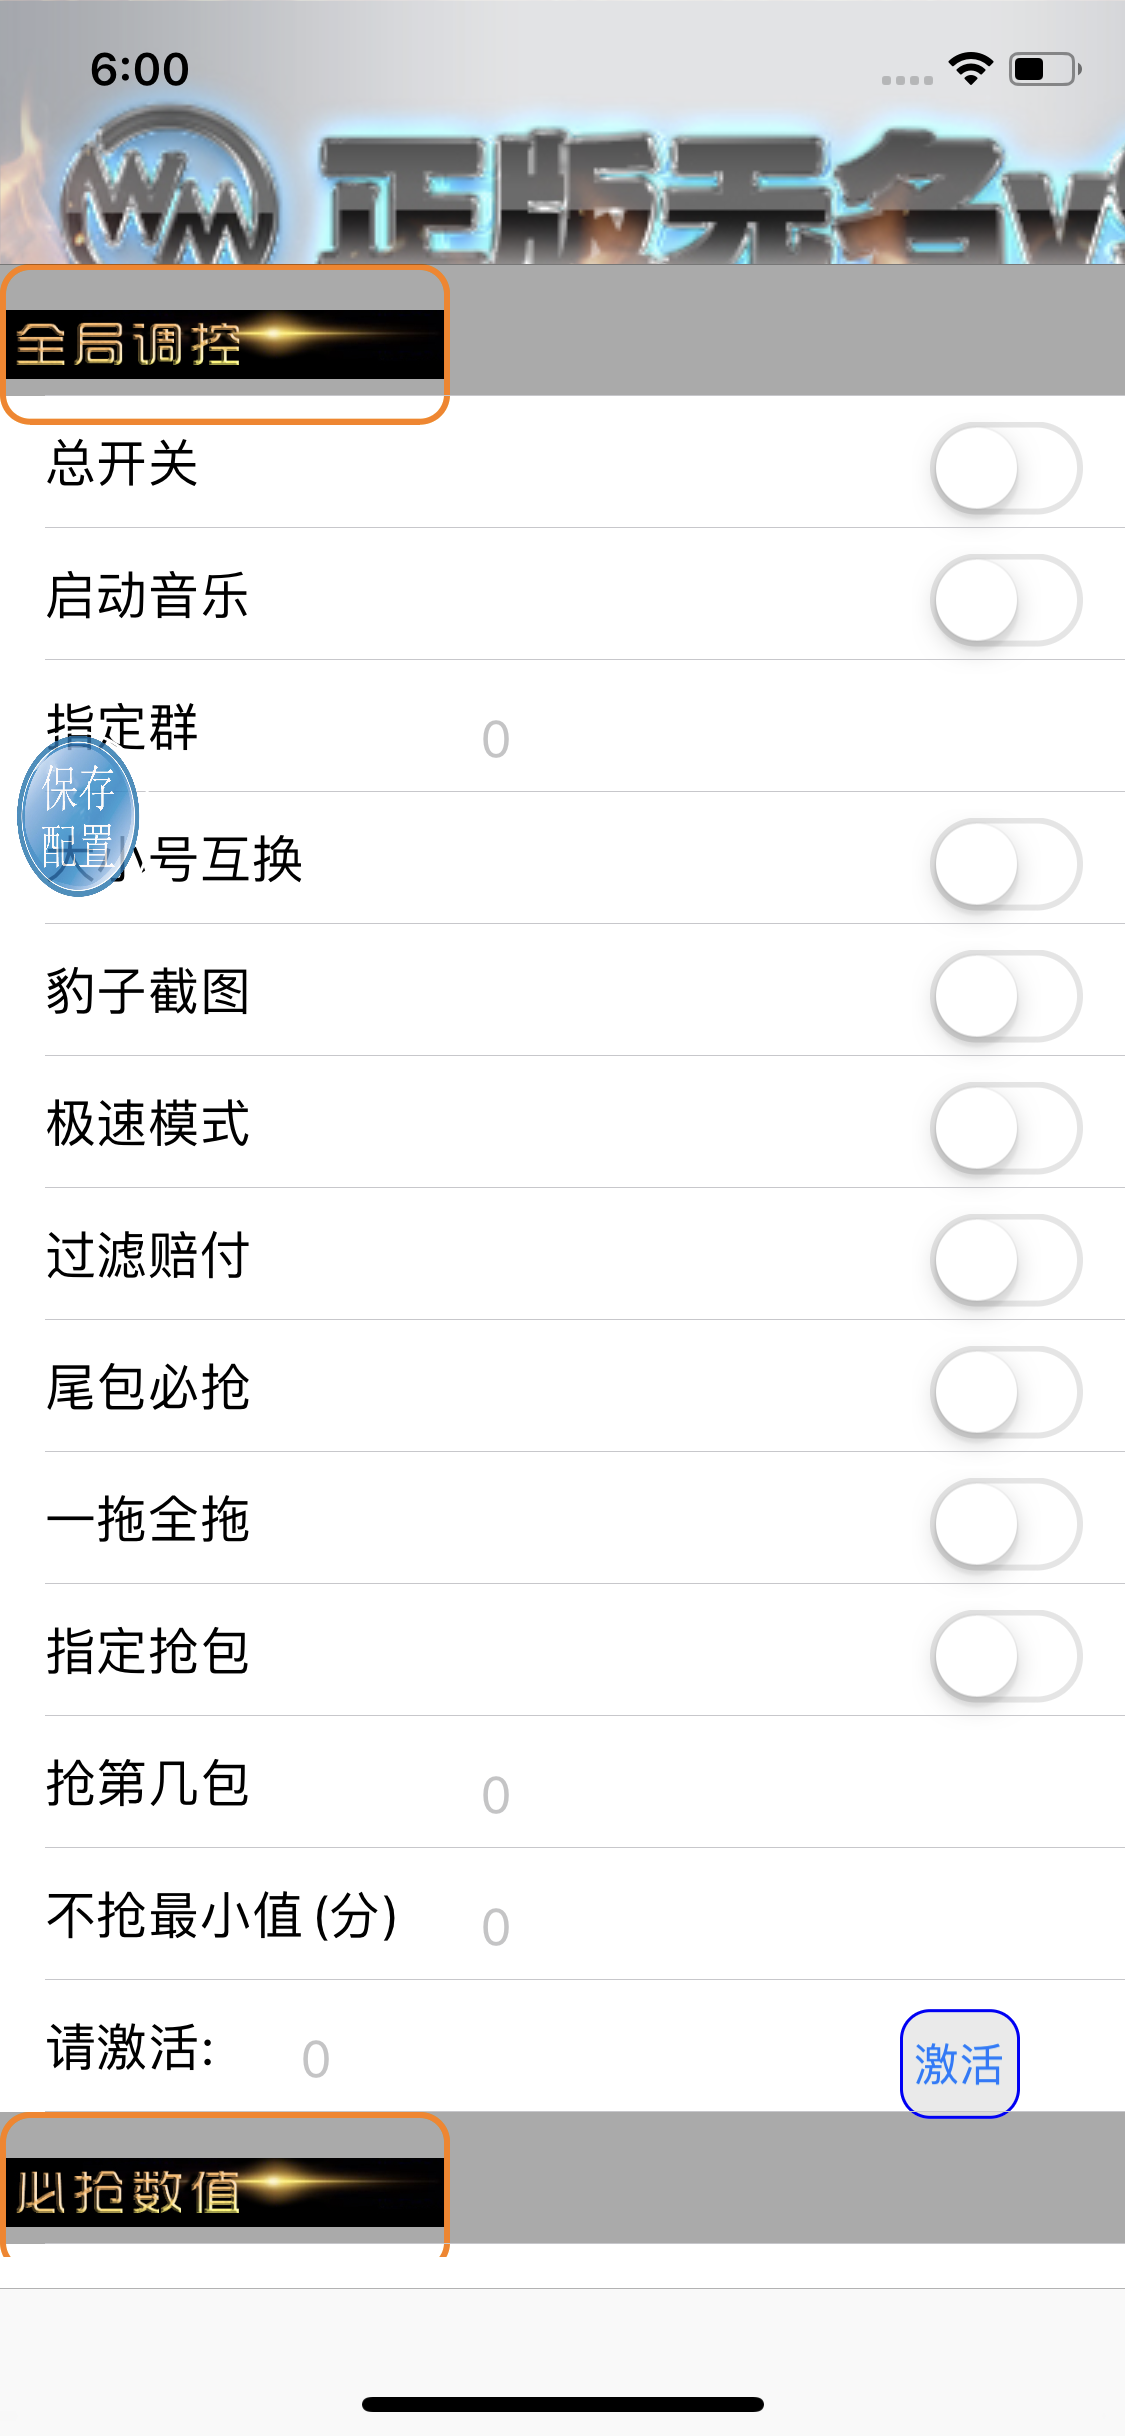 6:00
WM 正版无名v
全局调控
总开关
启动音乐
指定群 0
保存
配置
大小号互换
豹子截图
极速模式
过滤赔付
尾包必抢
一拖全拖
指定抢包
抢第几包 0
不抢最小值(分) 0
请激活: 0 激活
必抢数值